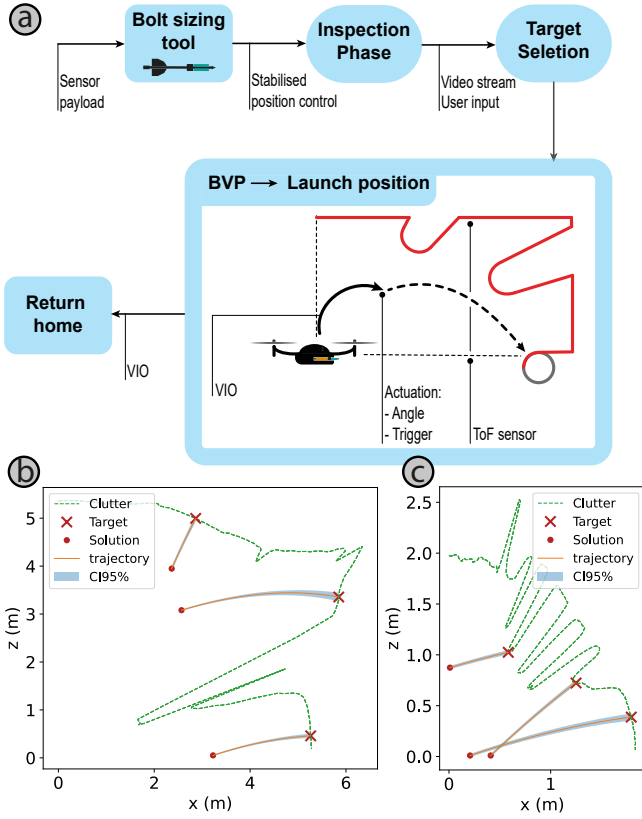 a
Bolt sizing
tool
Inspection
Phase
Target
Seletion
Sensor
payload
Stabilised
position control
Video stream
User input
BVP → Launch position
Return
home
VIO
VIO
Actuation:
- Angle
- Trigger
ToF sensor
b
Clutter
Target
Solution
trajectory
CI95%
5
4
3
2
1
0
z (m)
0
2
4
6
x (m)
c
Clutter
Target
Solution
trajectory
CI95%
2.5
2.0
1.5
1.0
0.5
0.0
z (m)
0
1
x (m)